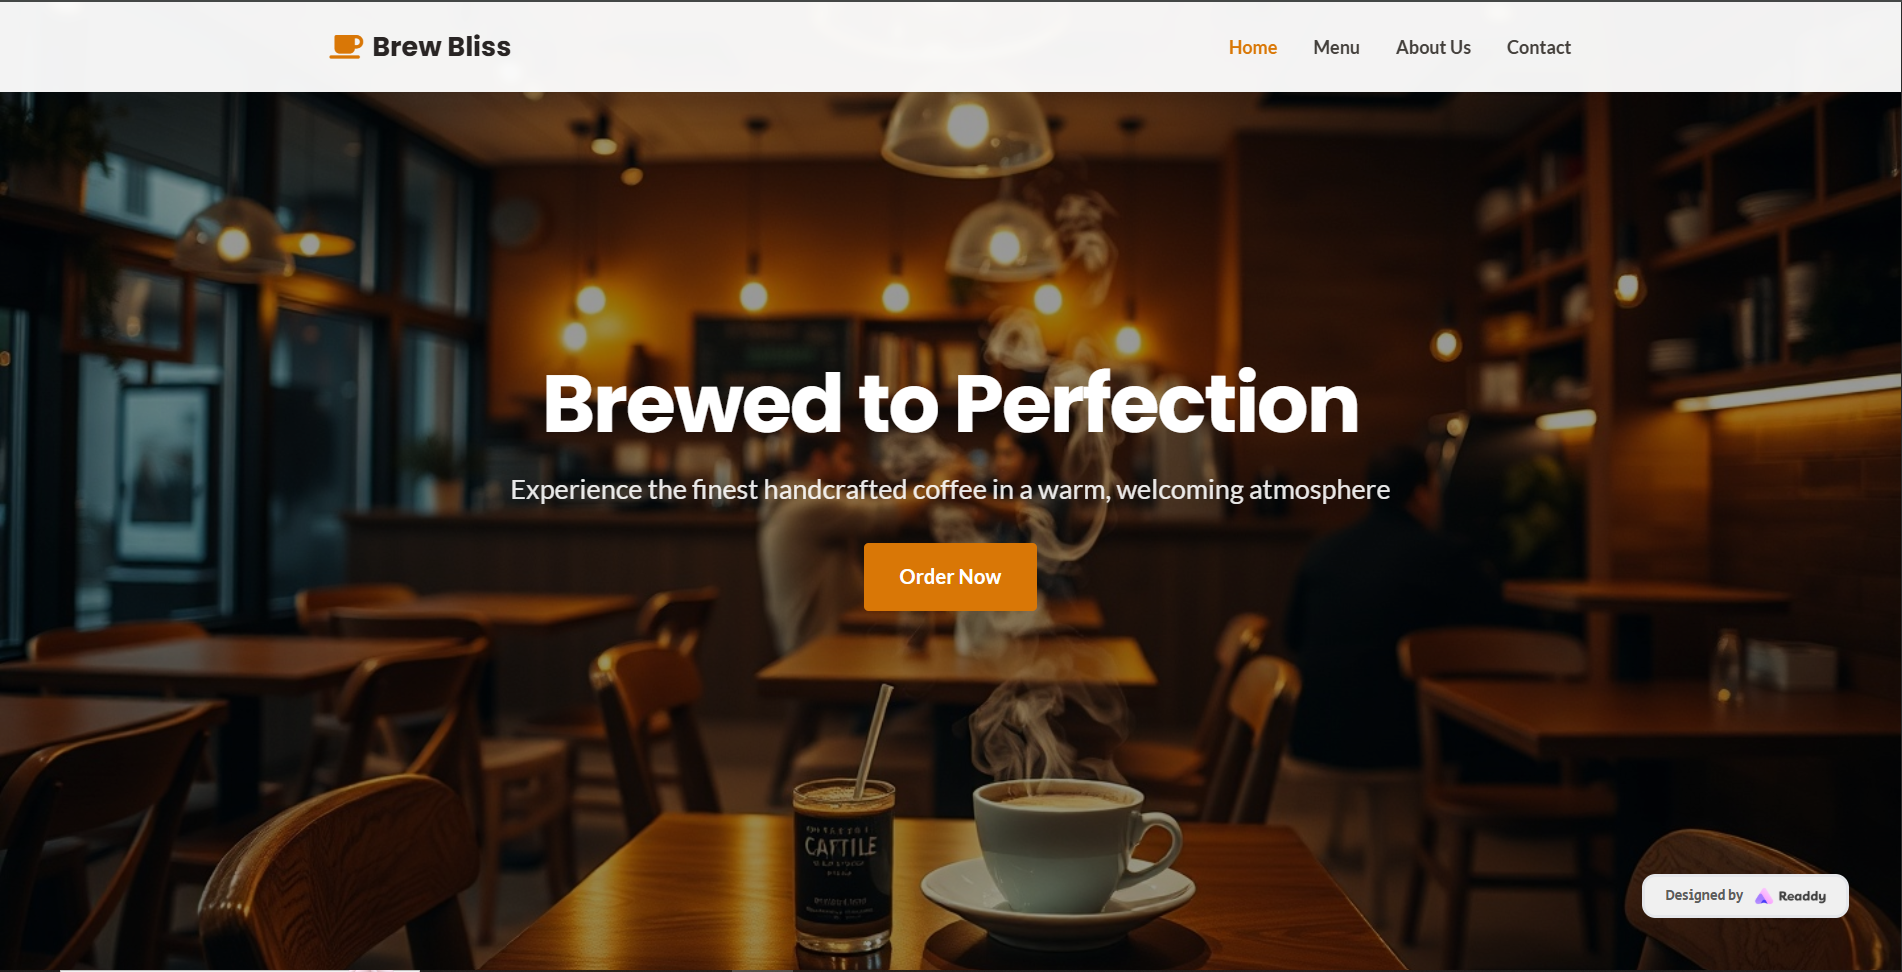 Brew Bliss
Home Menu About Us Contact
Brewed to Perfection
Experience the finest handcrafted coffee in a warm, welcoming atmosphere
Order Now
Designed by Readdy